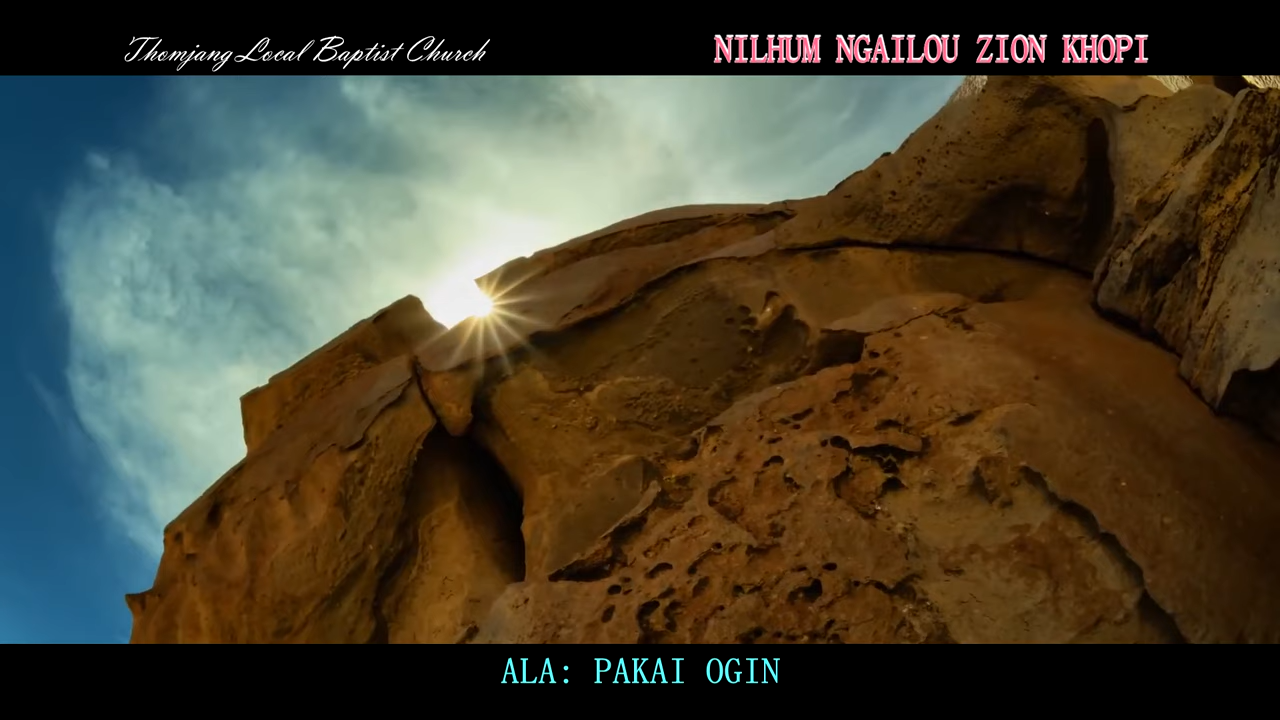 Thomjang Local Baptist Church
NILHUM NGAILOU ZION KHOPI
ALA: PAKAI OGIN